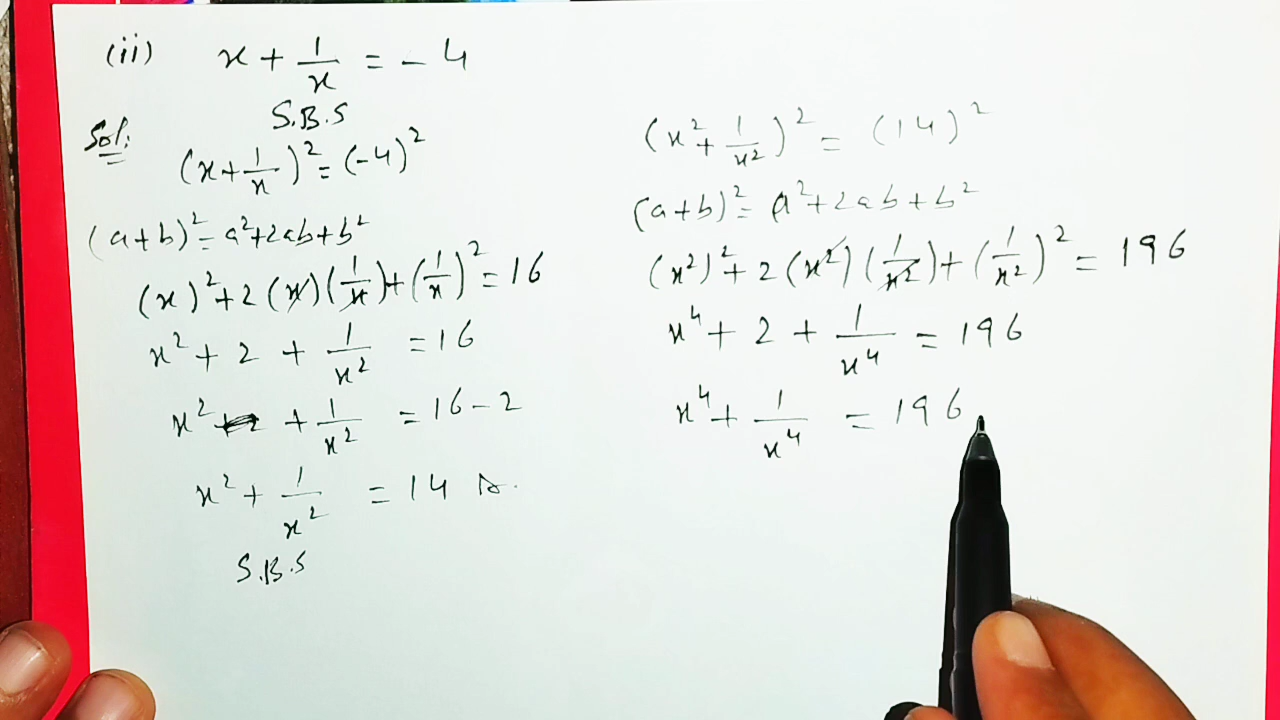 (ii) x + 1/x = - 4
S.B.S
Sol:
(x + 1/x)² = (-4)²
(a+b)² = a²+2ab+b²
(x)² + 2(x)(1/x) + (1/x)² = 16
x² + 2 + 1/x² = 16
x² + 1/x² = 16 - 2
x² + 1/x² = 14
S.B.S
(x² + 1/x²)² = (14)²
(a+b)² = a²+2ab+b²
(x²)² + 2(x²)(1/x²) + (1/x²)² = 196
x⁴ + 2 + 1/x⁴ = 196
x⁴ + 1/x⁴ = 196